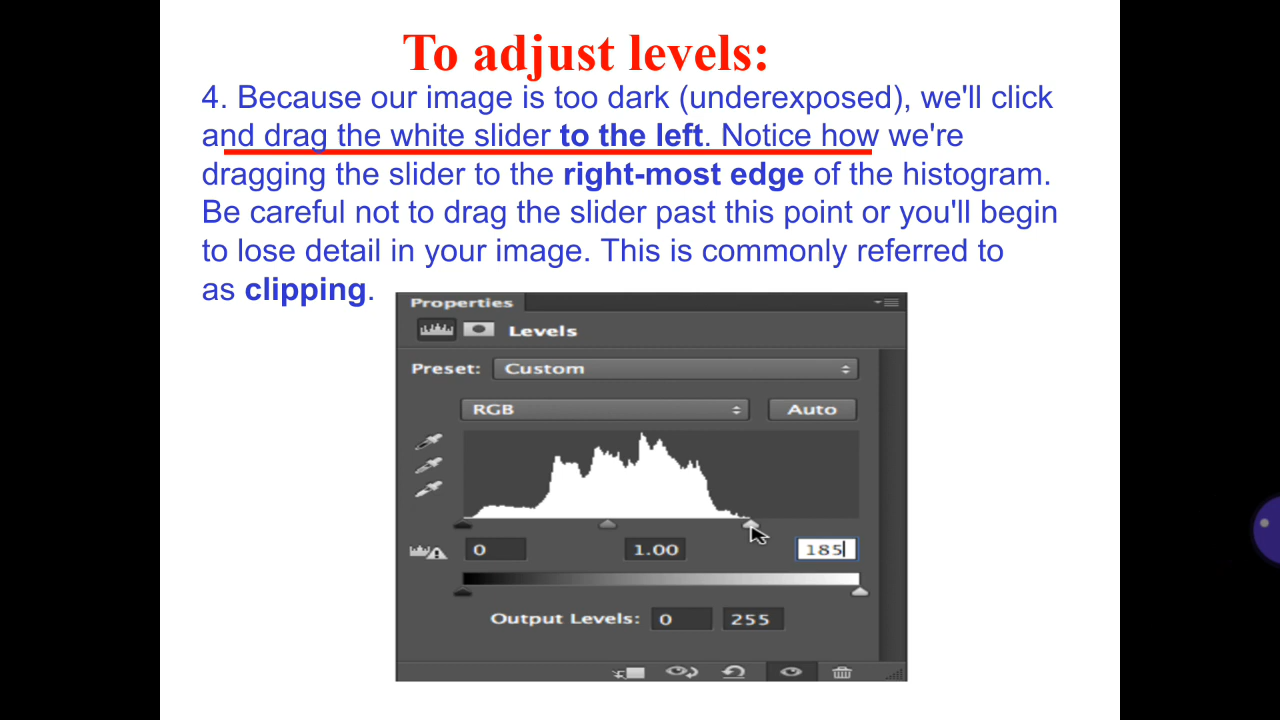 To adjust levels:
4. Because our image is too dark (underexposed), we'll click
and drag the white slider to the left. Notice how we're
dragging the slider to the right-most edge of the histogram.
Be careful not to drag the slider past this point or you'll begin
to lose detail in your image. This is commonly referred to
as clipping.
Properties
Levels
Preset: Custom
RGB Auto
0 1.00 185
Output Levels: 0 255